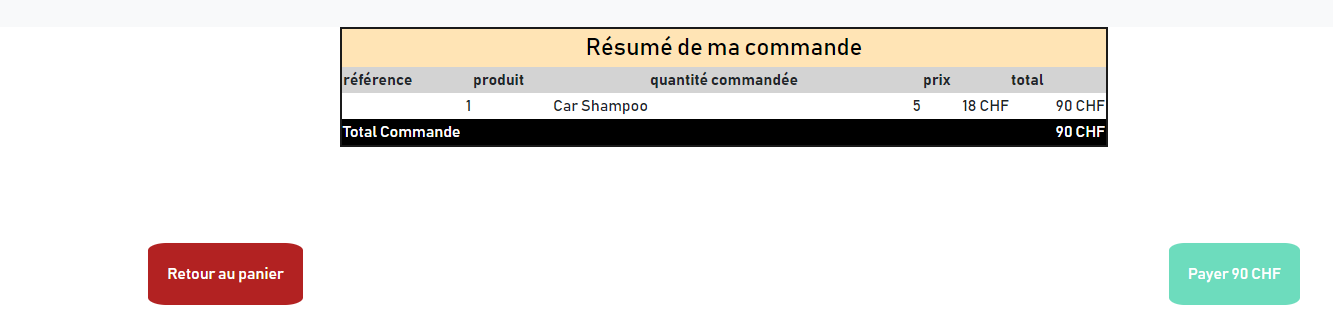 Résumé de ma commande
référence produit quantité commandée prix total
1 Car Shampoo 5 18 CHF 90 CHF
Total Commande 90 CHF
Retour au panier Payer 90 CHF